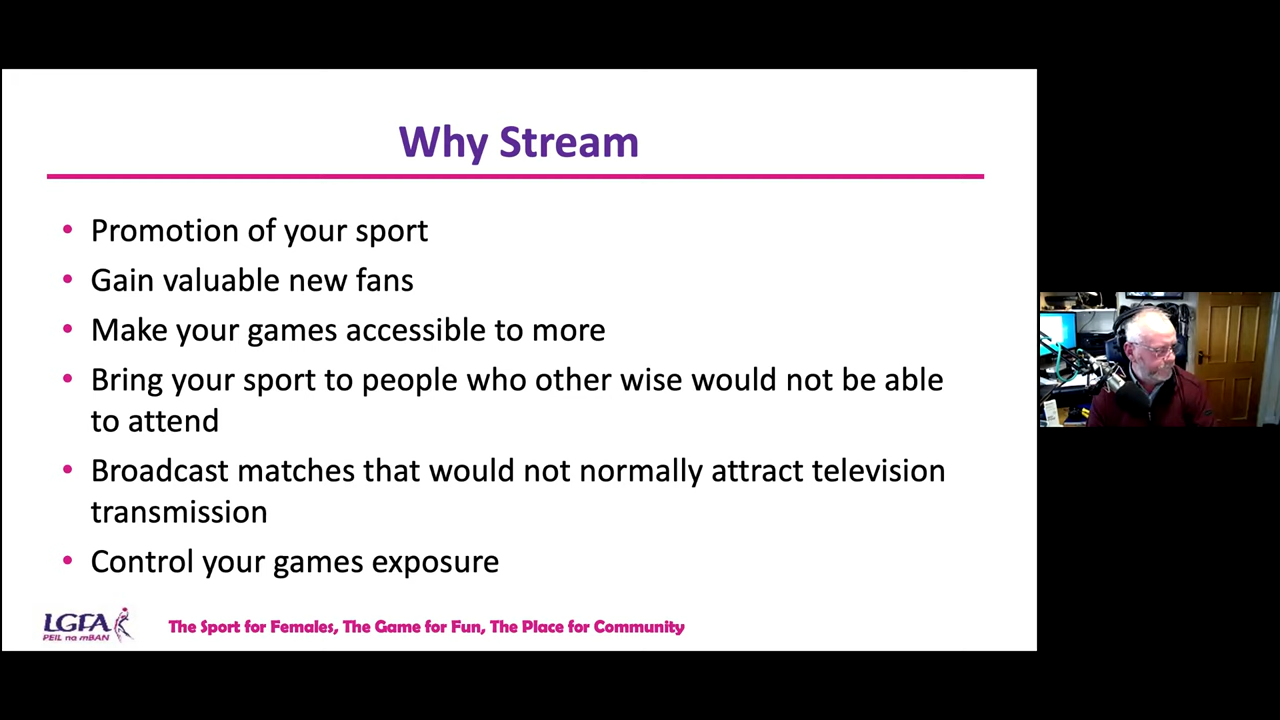 Why Stream
• Promotion of your sport
• Gain valuable new fans
• Make your games accessible to more
• Bring your sport to people who other wise would not be able
to attend
• Broadcast matches that would not normally attract television
transmission
• Control your games exposure
LGFA
PEIL na mBAN
The Sport for Females, The Game for Fun, The Place for Community